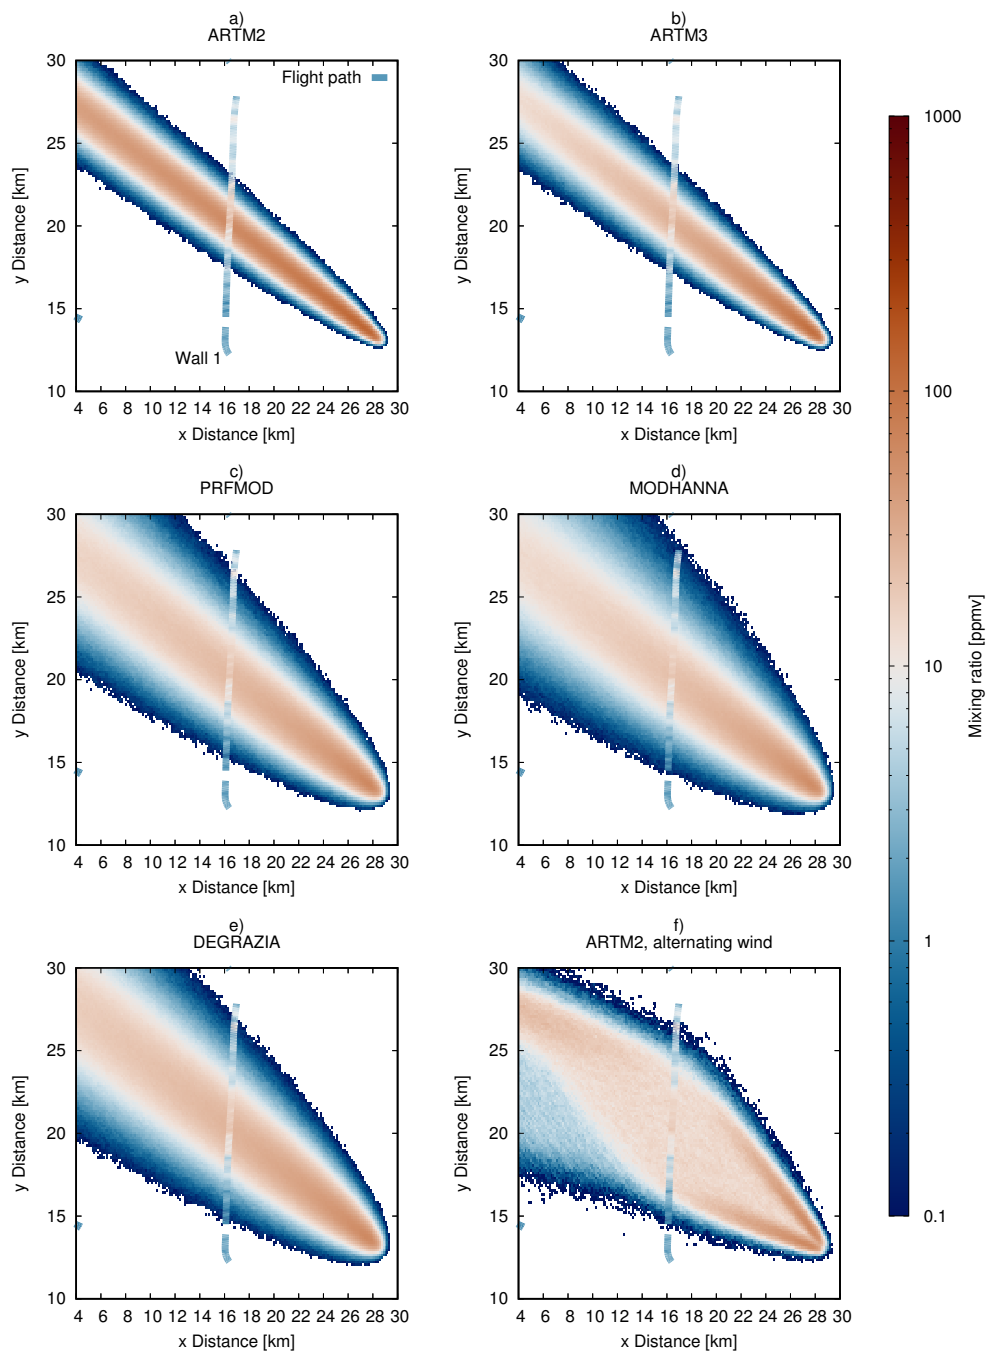 a)
ARTM2
30
25
20
15
10
y Distance [km]
Flight path
Wall 1
4 6 8 10 12 14 16 18 20 22 24 26 28 30
x Distance [km]
b)
ARTM3
30
25
20
15
10
y Distance [km]
4 6 8 10 12 14 16 18 20 22 24 26 28 30
x Distance [km]
c)
PRFMOD
30
25
20
15
10
y Distance [km]
4 6 8 10 12 14 16 18 20 22 24 26 28 30
x Distance [km]
d)
MODHANNA
30
25
20
15
10
y Distance [km]
4 6 8 10 12 14 16 18 20 22 24 26 28 30
x Distance [km]
e)
DEGRAZIA
30
25
20
15
10
y Distance [km]
4 6 8 10 12 14 16 18 20 22 24 26 28 30
x Distance [km]
f)
ARTM2, alternating wind
30
25
20
15
10
y Distance [km]
4 6 8 10 12 14 16 18 20 22 24 26 28 30
x Distance [km]
1000
100
10
1
0.1
Mixing ratio [ppmv]